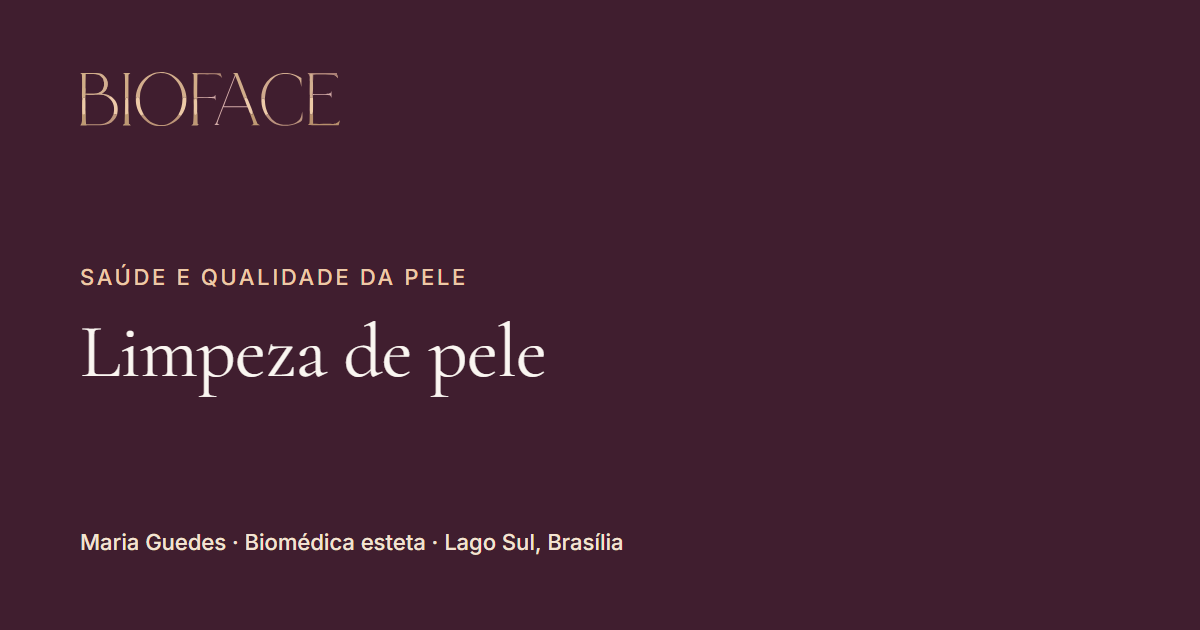 BIOFACE
SAÚDE E QUALIDADE DA PELE
Limpeza de pele
Maria Guedes · Biomédica esteta · Lago Sul, Brasília